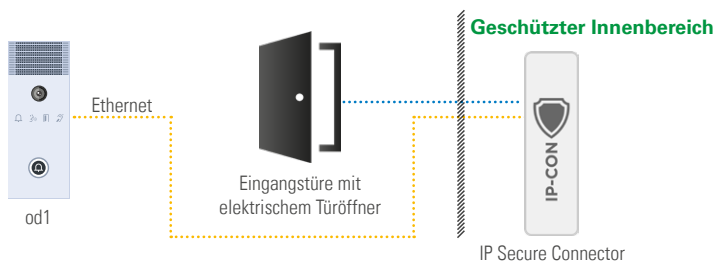 Geschützter Innenbereich
Ethernet
IP-CON
Eingangstüre mit
elektrischem Türöffner
od1
IP Secure Connector